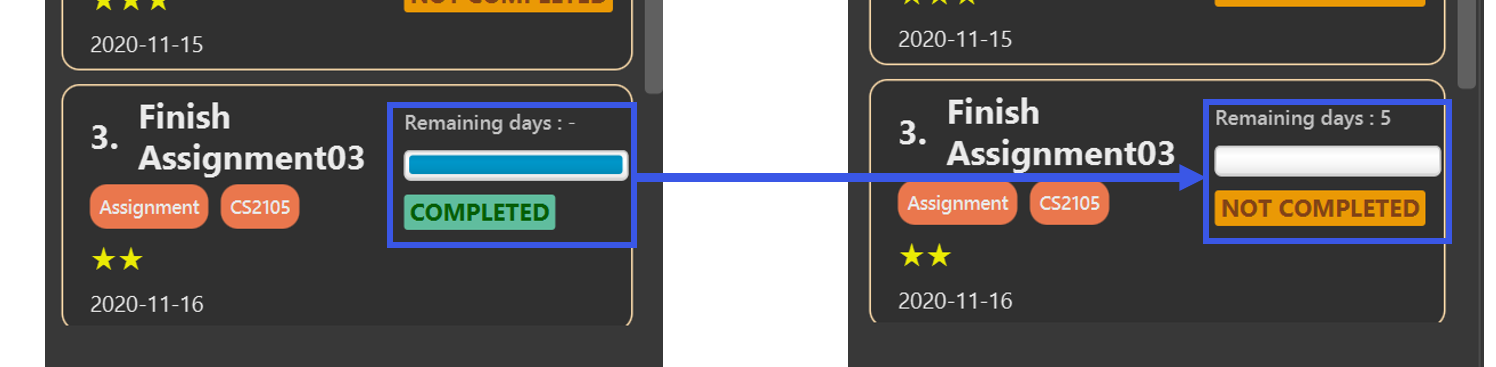 NOT COMPLETED
2020-11-15
3.
Finish
Assignment03
Remaining days : -
Assignment
CS2105
COMPLETED
★★
2020-11-16
2020-11-15
3.
Finish
Assignment03
Remaining days : 5
Assignment
CS2105
NOT COMPLETED
★★
2020-11-16